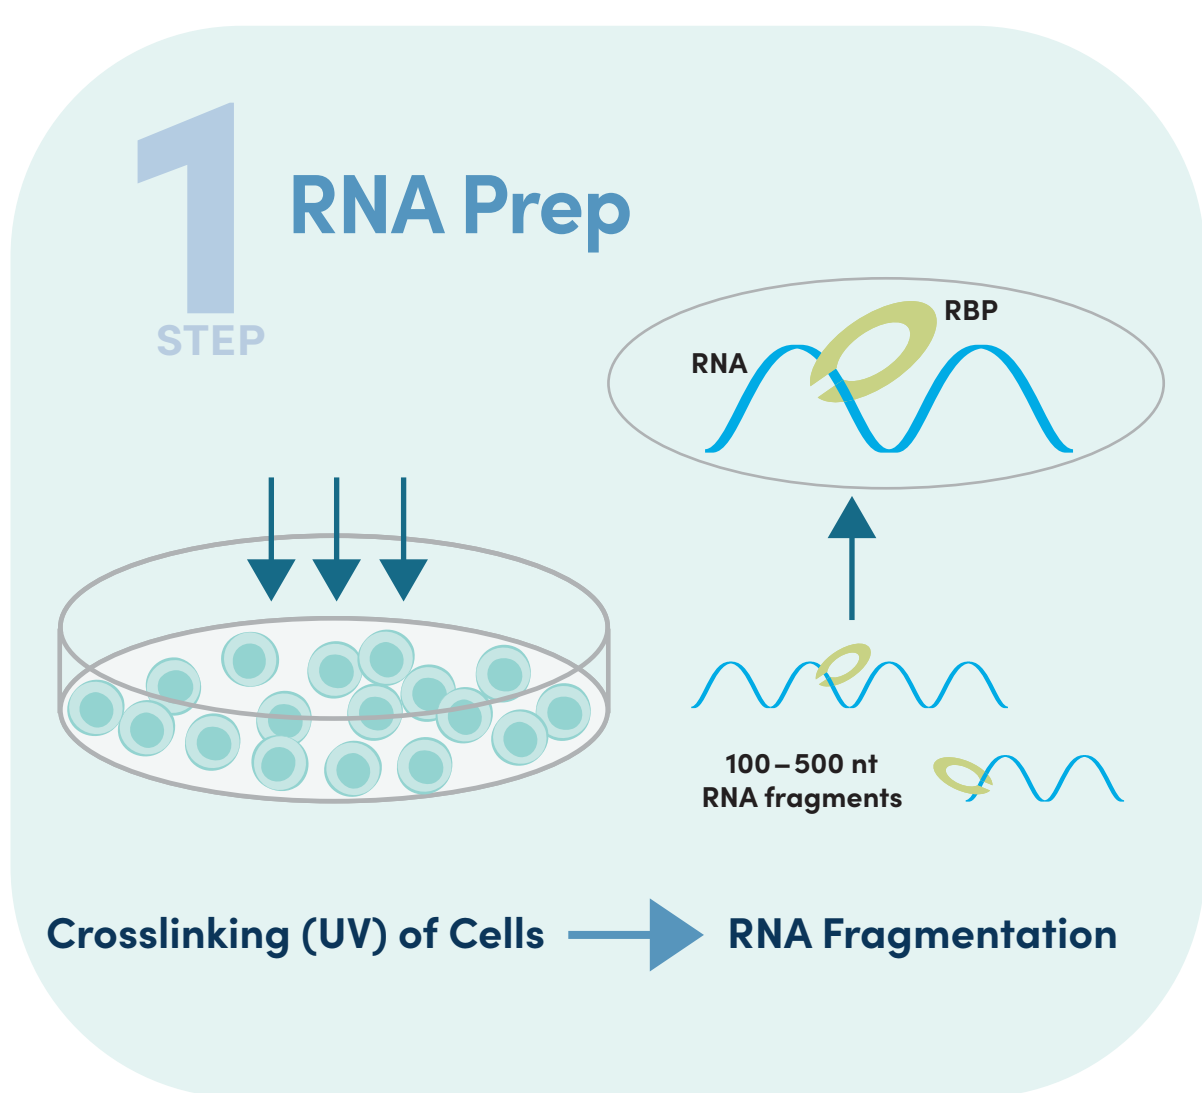 1
STEP
RNA Prep
RBP
RNA
100–500 nt
RNA fragments
Crosslinking (UV) of Cells
RNA Fragmentation